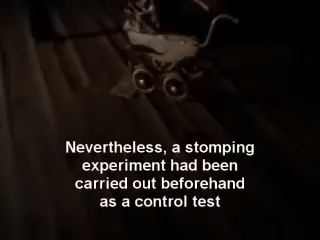 Nevertheless, a stomping
experiment had been
carried out beforehand
as a control test